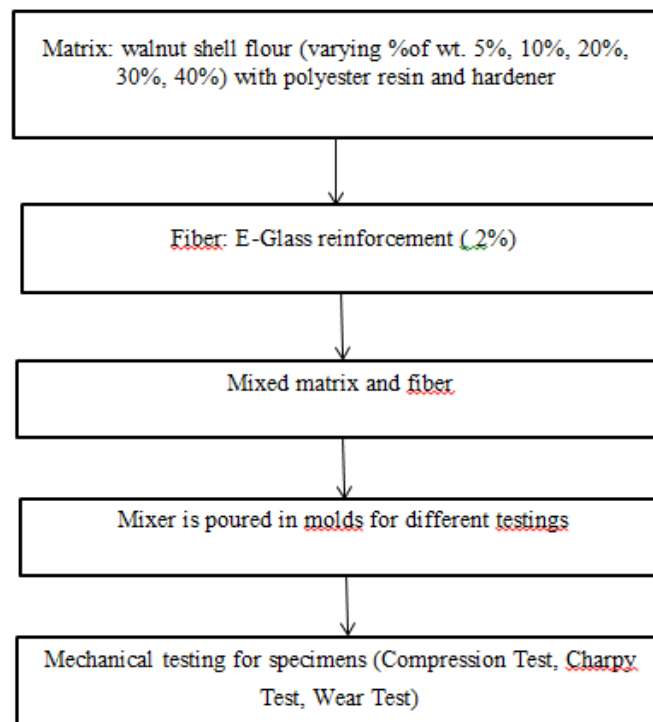 Matrix: walnut shell flour (varying %of wt. 5%, 10%, 20%,
30%, 40%) with polyester resin and hardener
Fiber: E-Glass reinforcement ( 2%)
Mixed matrix and fiber
Mixer is poured in molds for different testings
Mechanical testing for specimens (Compression Test, Charpy
Test, Wear Test)